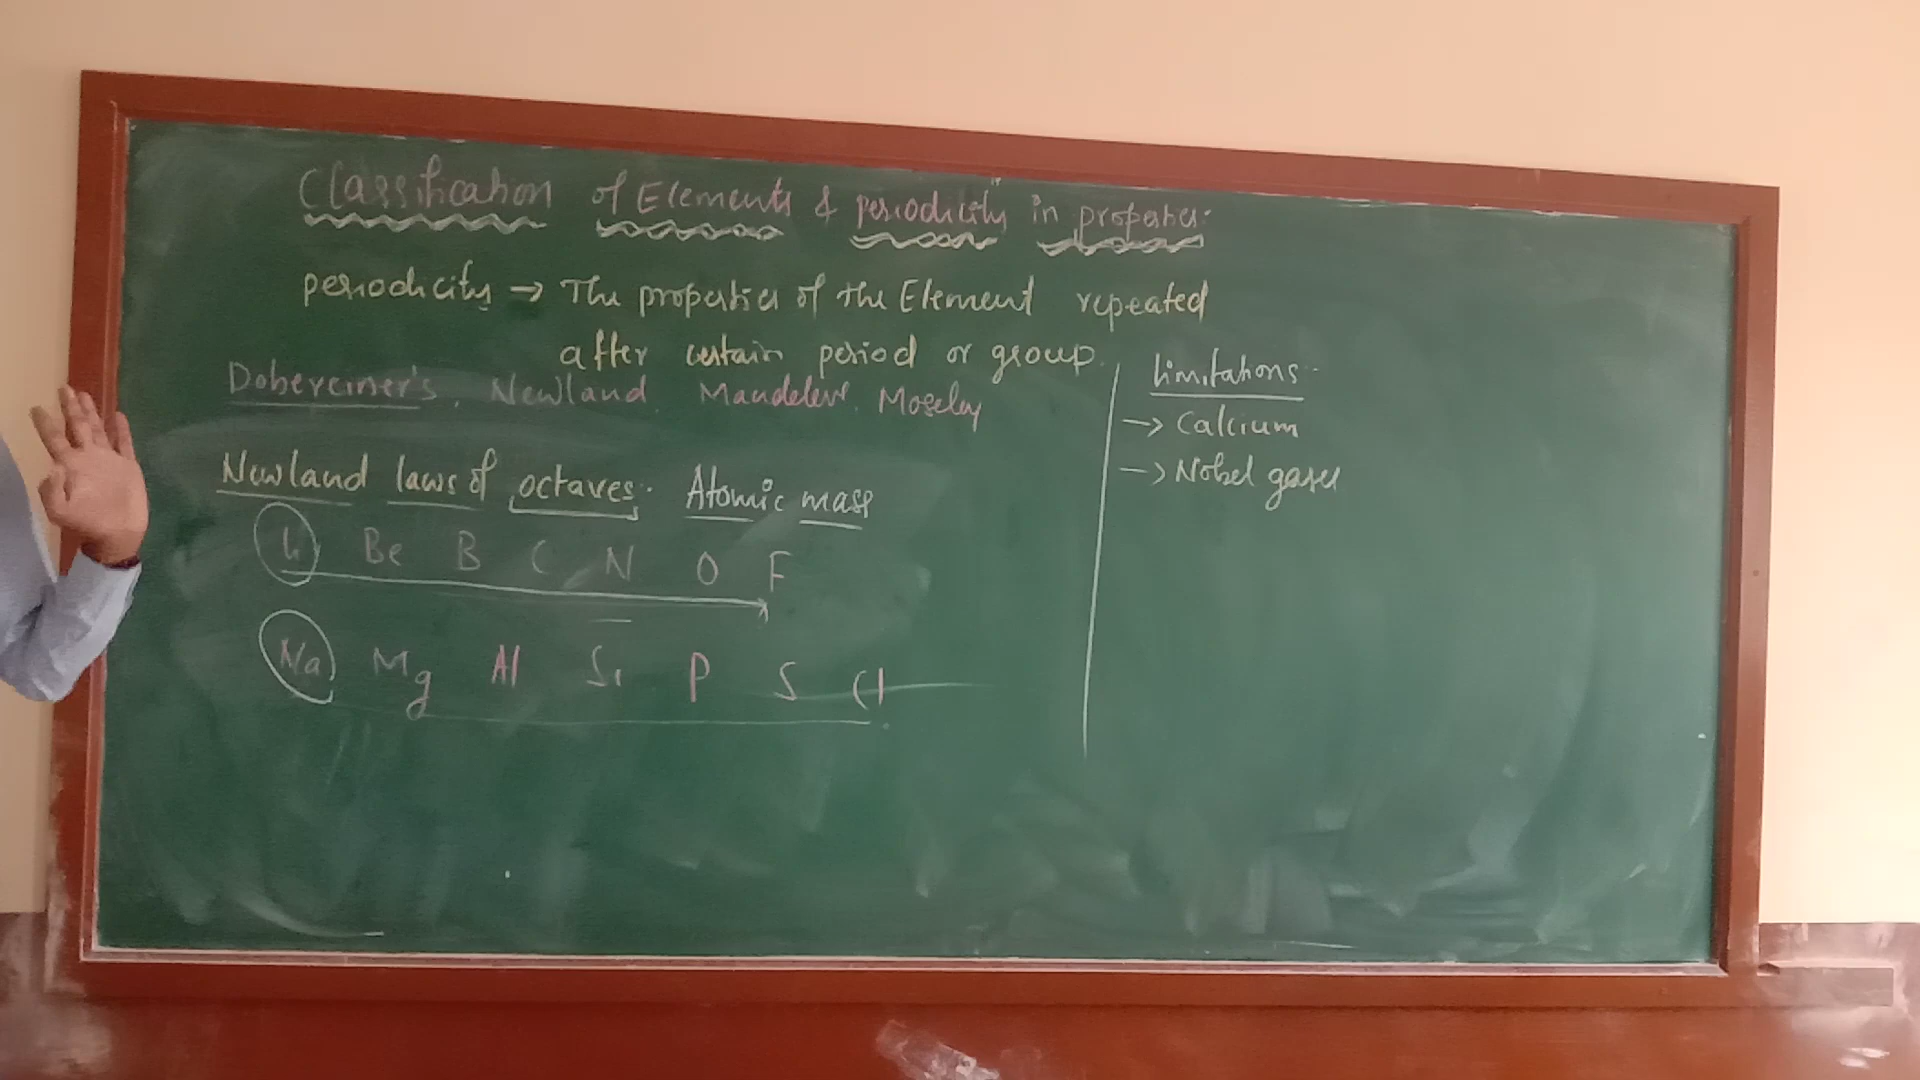 Classification of Elements & periodicity in properties.
periodicity → The properties of the Element repeated
after certain period or group.
Dobereiner's, Newland, Mandeleve, Moseley
Newland laws of octaves. Atomic mass
Li Be B C N O F
Na Mg Al Si P S Cl
limitations.
→ Calcium
→ Nobel gases